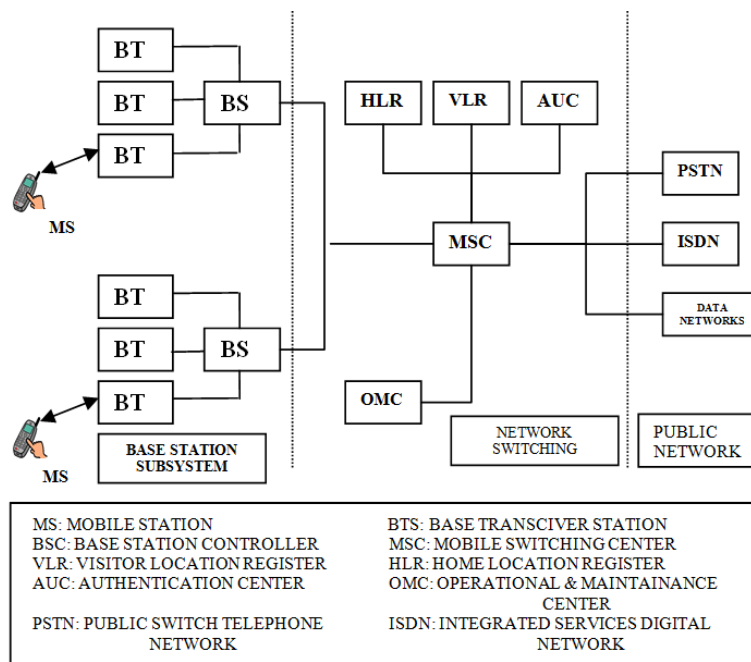 BT
BT
BS
BT
MS
HLR
VLR
AUC
PSTN
MSC
ISDN
DATA
NETWORKS
BT
BT
BS
BT
MS
OMC
BASE STATION
SUBSYSTEM
NETWORK
SWITCHING
PUBLIC
NETWORK
MS: MOBILE STATION
BTS: BASE TRANSCIVER STATION
BSC: BASE STATION CONTROLLER
MSC: MOBILE SWITCHING CENTER
VLR: VISITOR LOCATION REGISTER
HLR: HOME LOCATION REGISTER
AUC: AUTHENTICATION CENTER
OMC: OPERATIONAL & MAINTAINANCE
CENTER
PSTN: PUBLIC SWITCH TELEPHONE
NETWORK
ISDN: INTEGRATED SERVICES DIGITAL
NETWORK